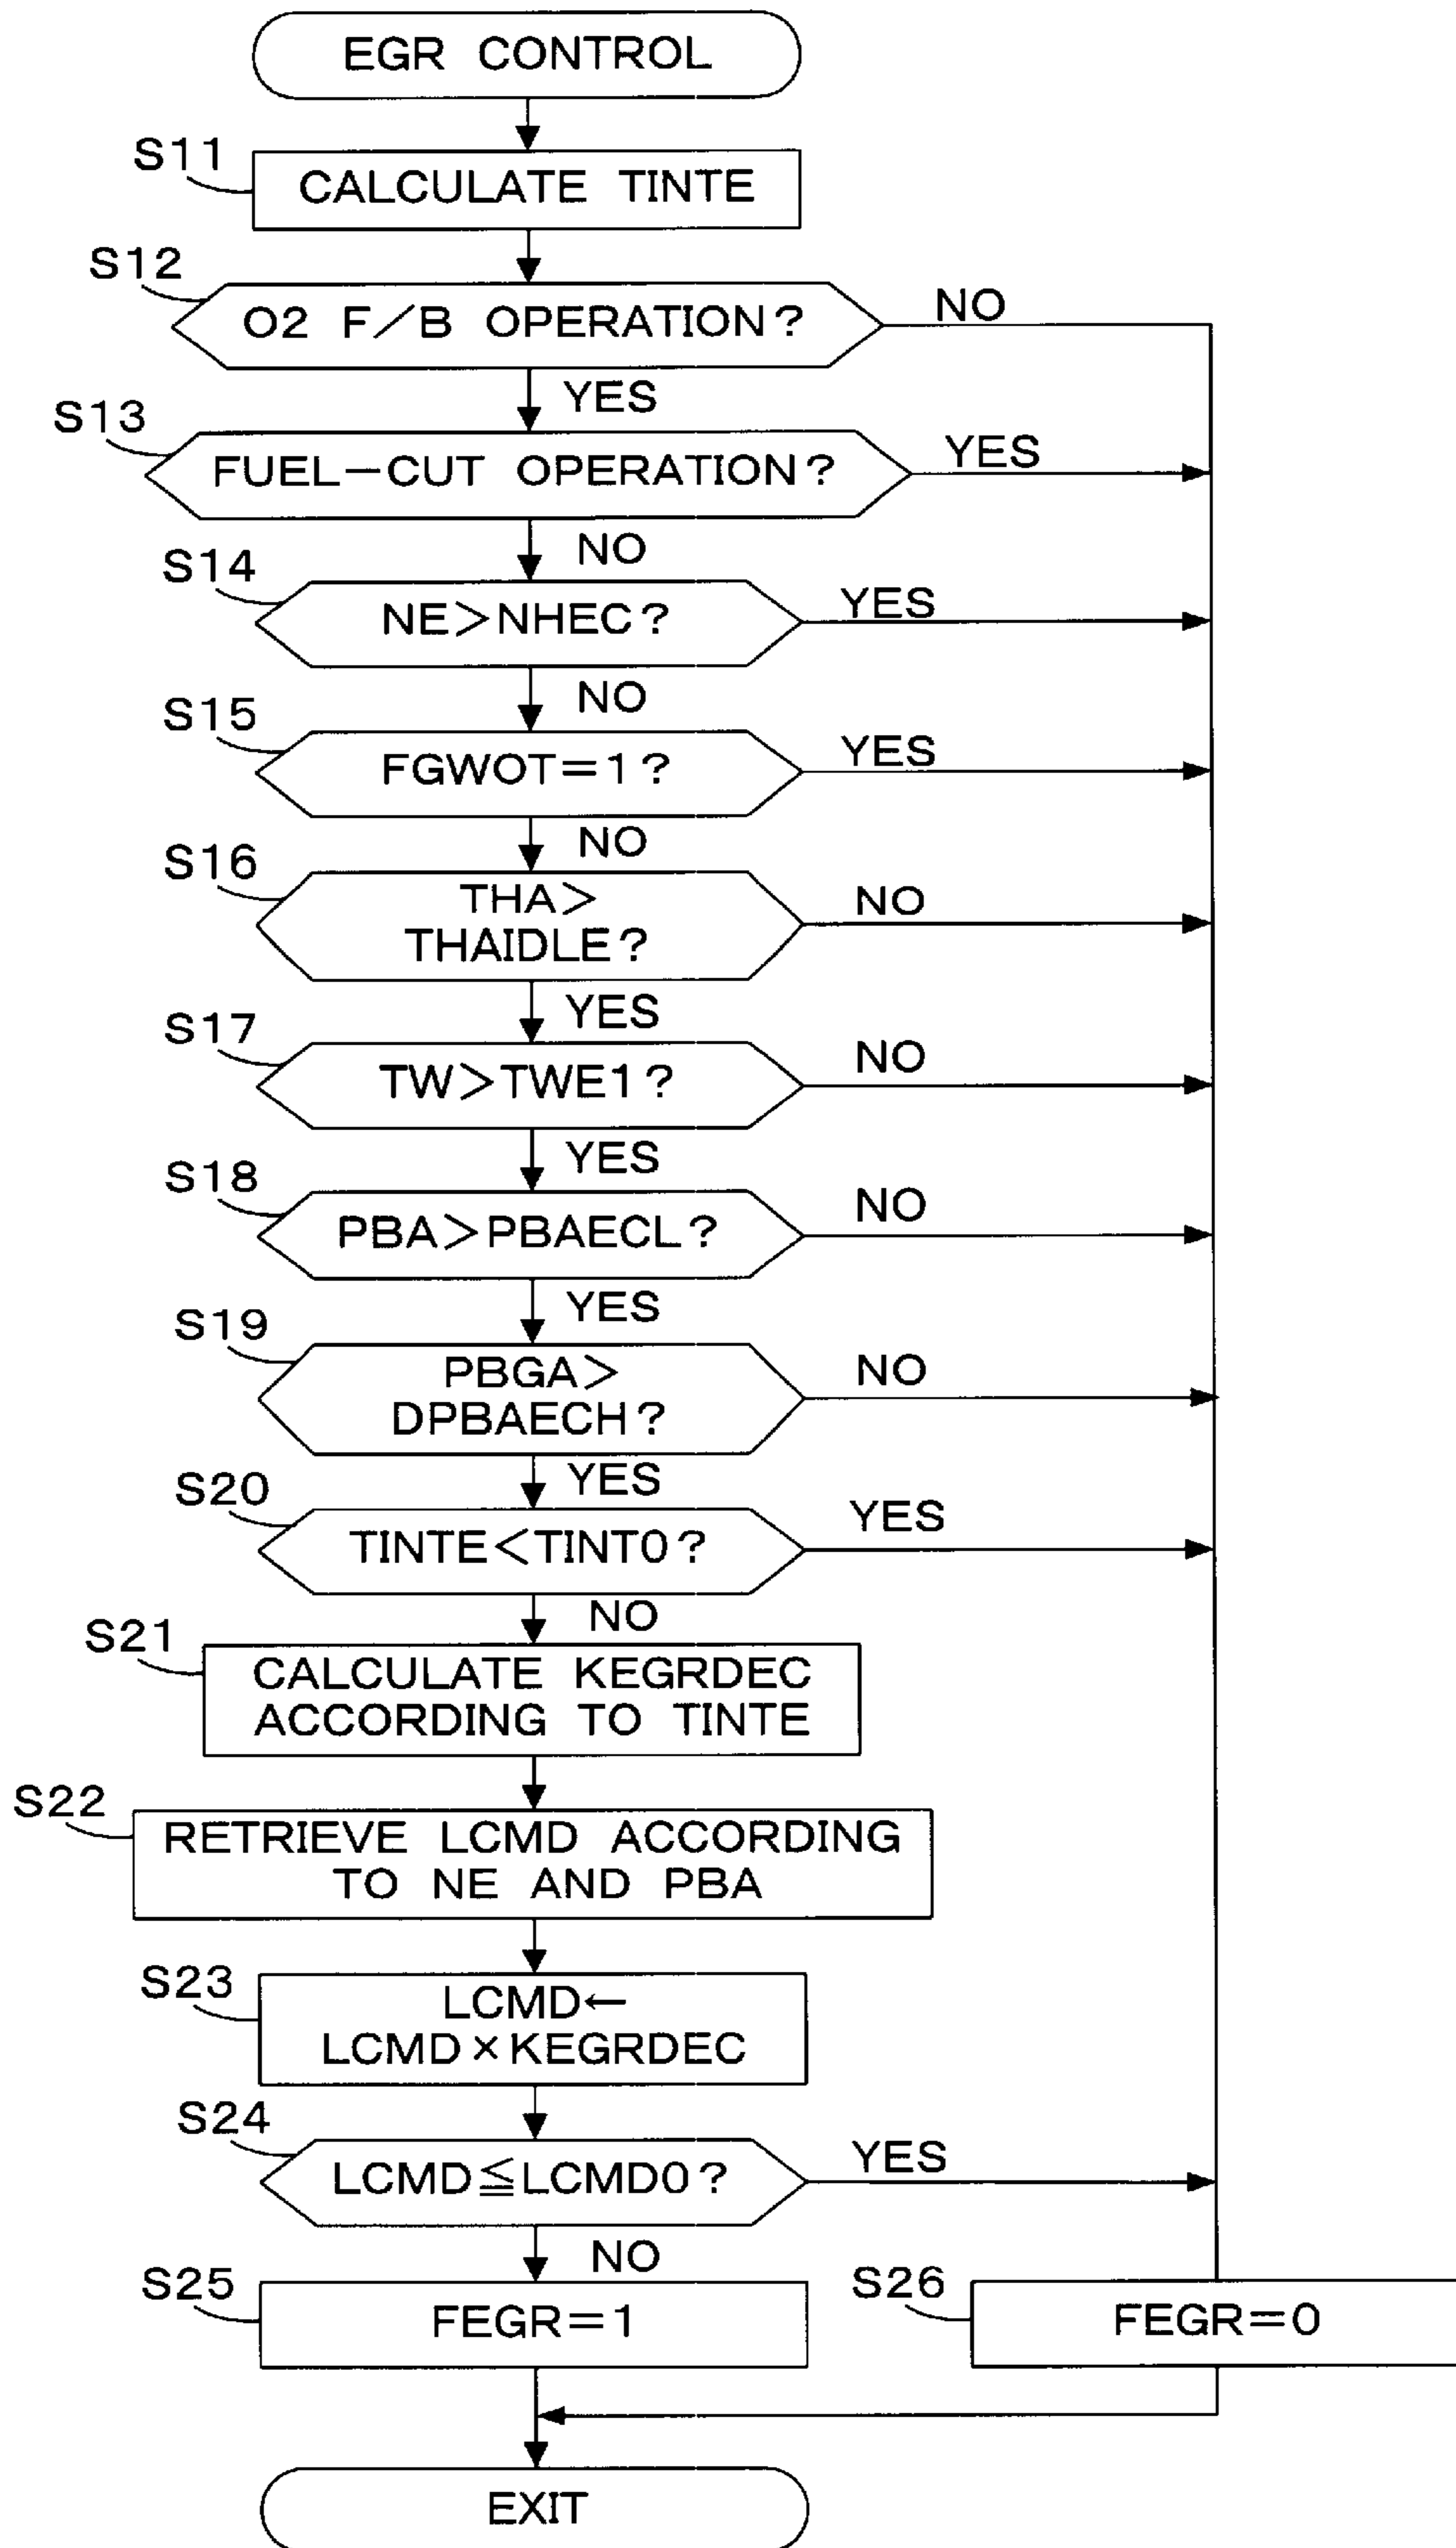 EGR CONTROL
S11
CALCULATE TINTE
S12
O2 F/B OPERATION?
NO
YES
S13
FUEL-CUT OPERATION?
YES
NO
S14
NE>NHEC?
YES
NO
S15
FGWOT=1?
YES
NO
S16
THA>
THAIDLE?
NO
YES
S17
TW>TWE1?
NO
YES
S18
PBA>PBAECL?
NO
YES
S19
PBGA>
DPBAECH?
NO
YES
S20
TINTE<TINT0?
YES
NO
S21
CALCULATE KEGRDEC
ACCORDING TO TINTE
S22
RETRIEVE LCMD ACCORDING
TO NE AND PBA
S23
LCMD←
LCMD×KEGRDEC
S24
LCMD≦LCMD0?
YES
NO
S25
FEGR=1
S26
FEGR=0
EXIT